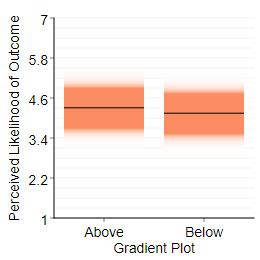 Perceived Likelihood of Outcome
7
5.8
4.6
3.4
2.2
1
Above Below
Gradient Plot